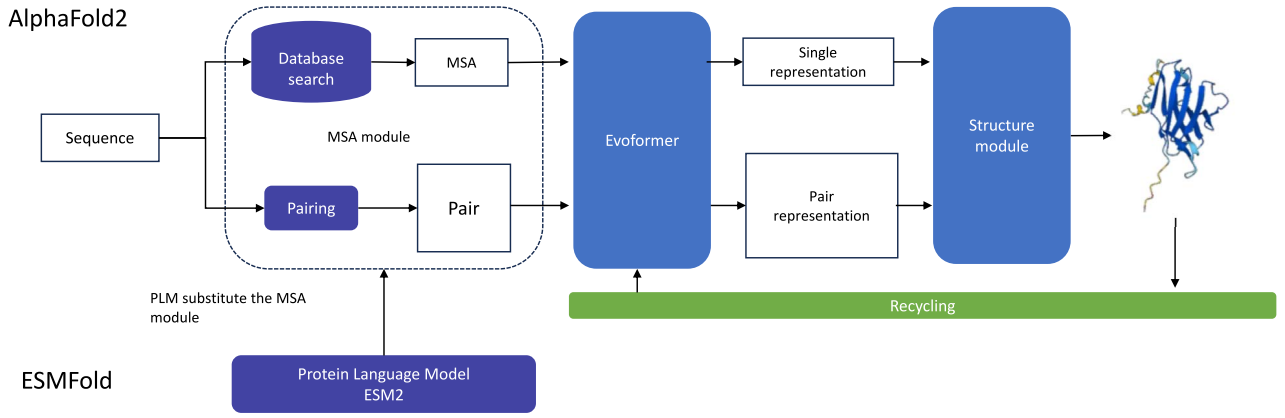 AlphaFold2
Database
search
MSA
Single
representation
Sequence
MSA module
Evoformer
Structure
module
Pairing
Pair
Pair
representation
PLM substitute the MSA
module
Recycling
ESMFold
Protein Language Model
ESM2